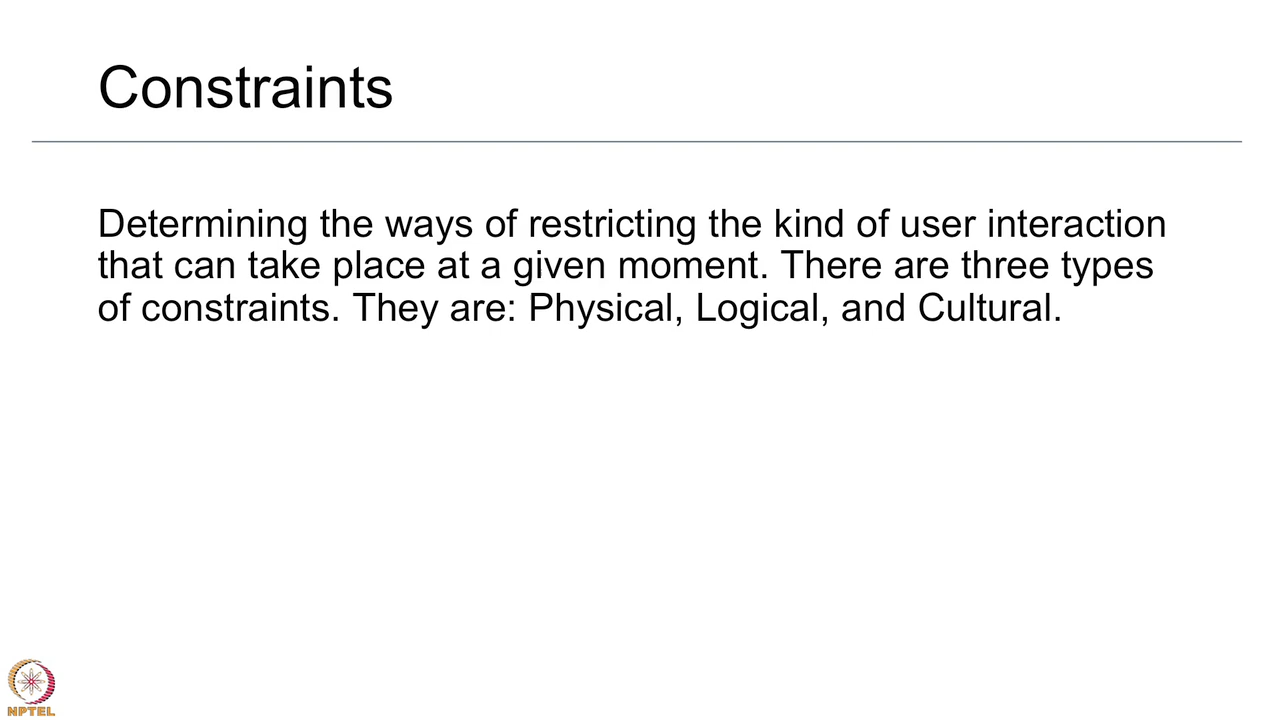 Constraints
Determining the ways of restricting the kind of user interaction
that can take place at a given moment. There are three types
of constraints. They are: Physical, Logical, and Cultural.
NPTEL